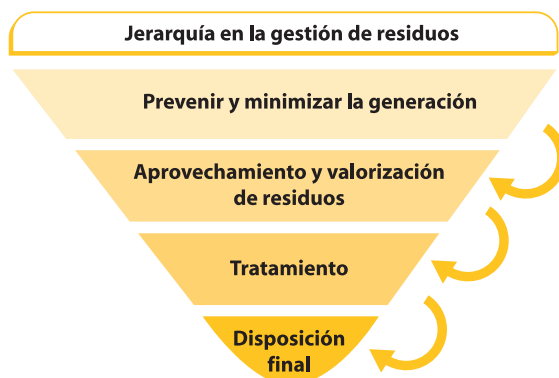 Jerarquía en la gestión de residuos
Prevenir y minimizar la generación
Aprovechamiento y valorización
de residuos
Tratamiento
Disposición
final